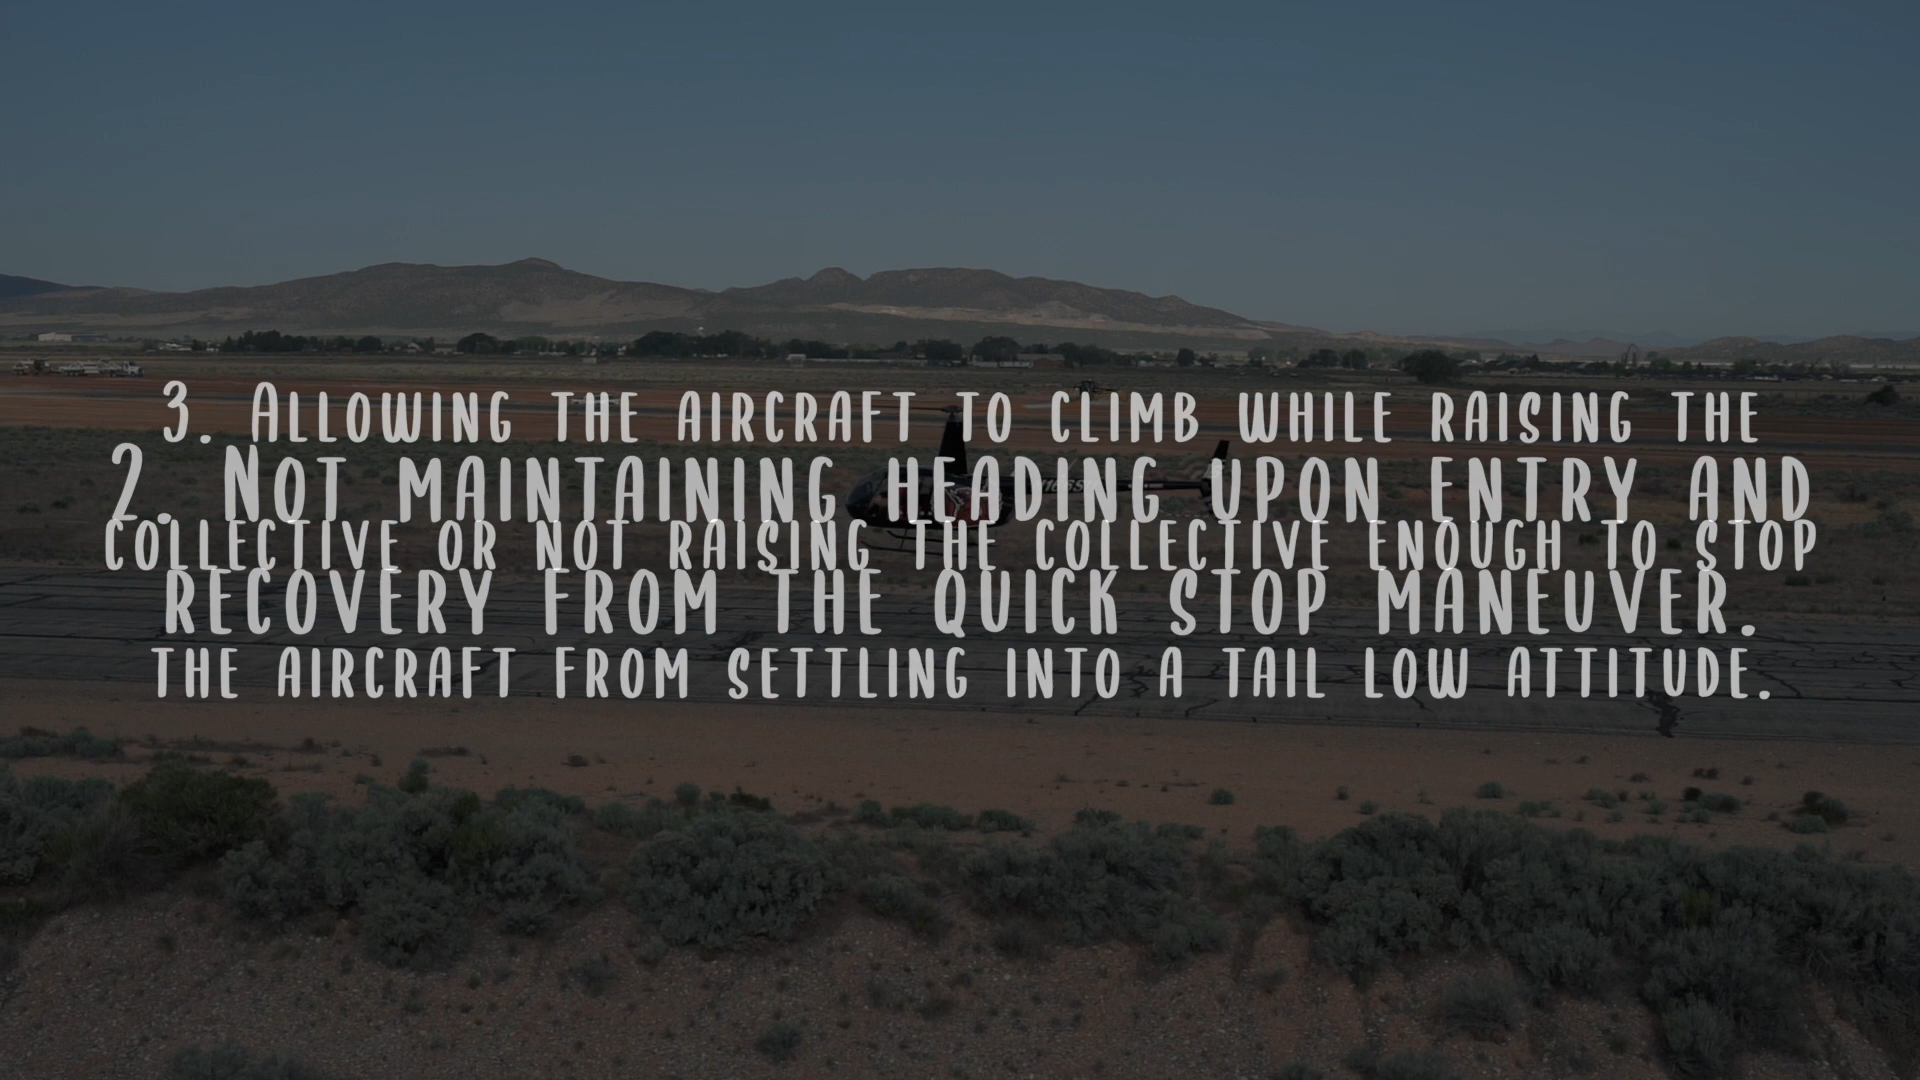 3. Allowing the aircraft to climb while raising the
2. Not maintaining heading upon entry and
collective or not raising the collective enough to stop
recovery from the quick stop maneuver.
the aircraft from settling into a tail low attitude.